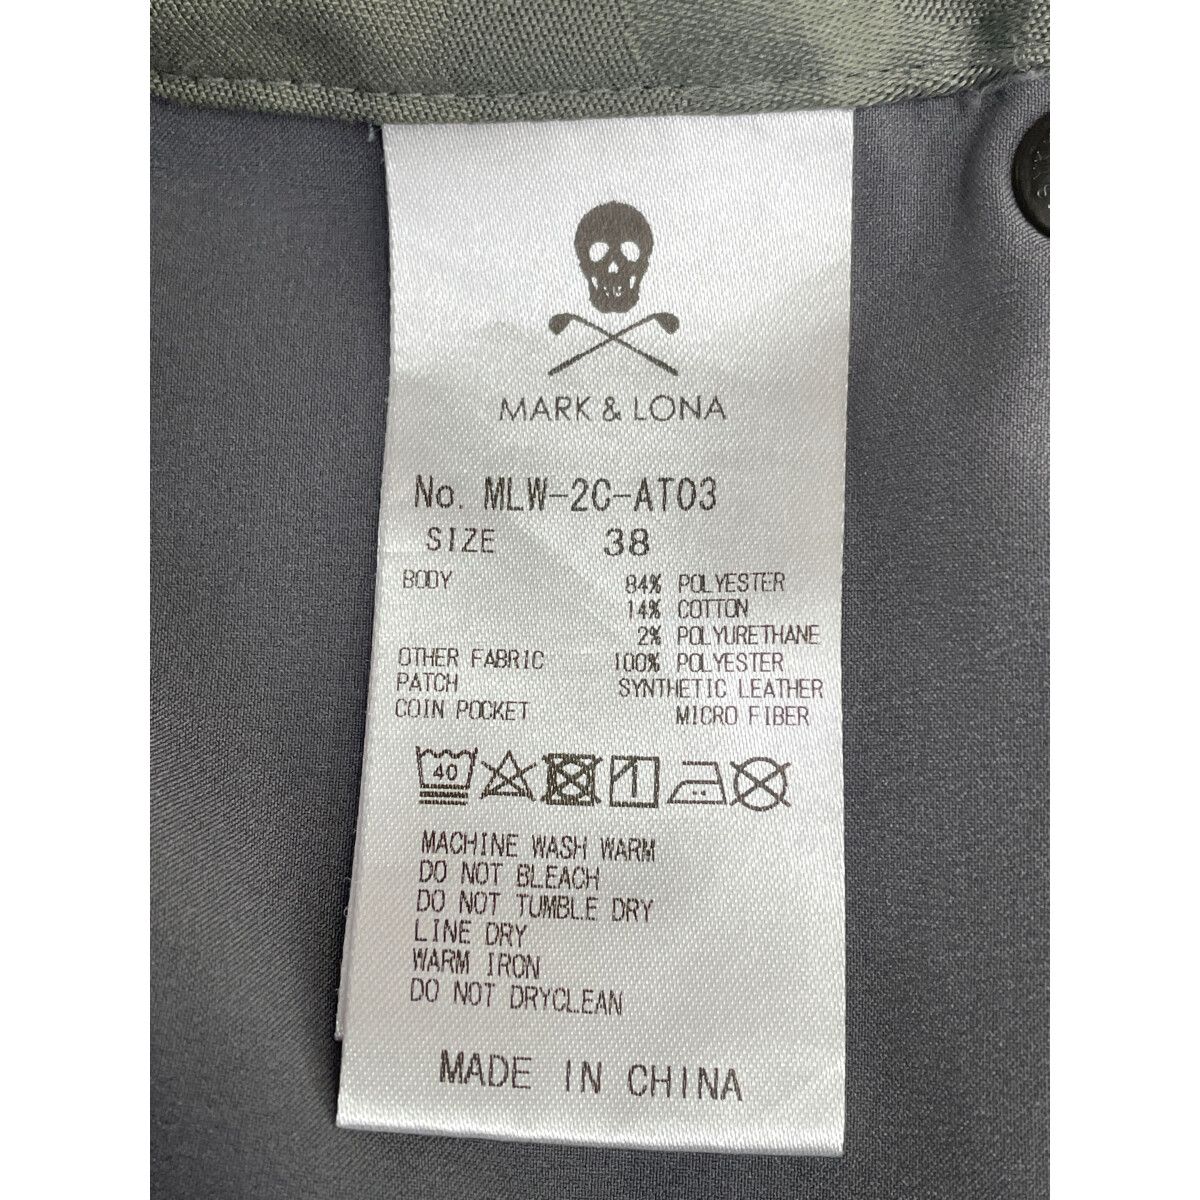 MARK & LONA
No. MLW-2C-AT03
SIZE 38
BODY 84% POLYESTER
14% COTTON
2% POLYURETHANE
OTHER FABRIC 100% POLYESTER
PATCH SYNTHETIC LEATHER
COIN POCKET MICRO FIBER
40
MACHINE WASH WARM
DO NOT BLEACH
DO NOT TUMBLE DRY
LINE DRY
WARM IRON
DO NOT DRYCLEAN
MADE IN CHINA